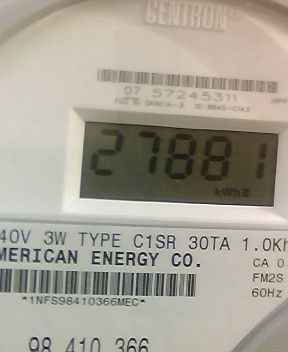 CENTRON®
07 57245311
27881
kWh
40V 3W TYPE C1SR 30TA 1.0Kh
MERICAN ENERGY CO.
CA 0
FM2S
60Hz
*1NFS98410366MEC*
98 410 366